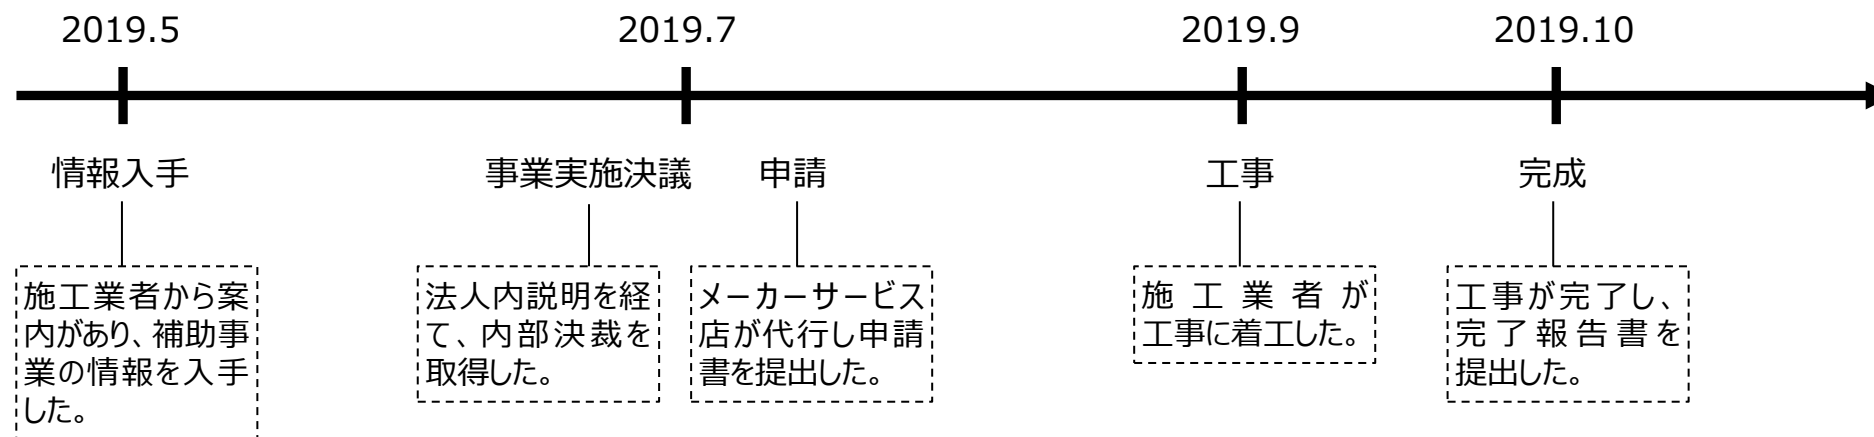 2019.5
2019.7
2019.9
2019.10
情報入手
事業実施決議
申請
工事
完成
施工業者から案
内があり、補助事
業の情報を入手
した。
法人内説明を経
て、内部決裁を
取得した。
メーカーサービス
店が代行し申請
書を提出した。
施工業者が
工事に着工した。
工事が完了し、
完了報告書を
提出した。